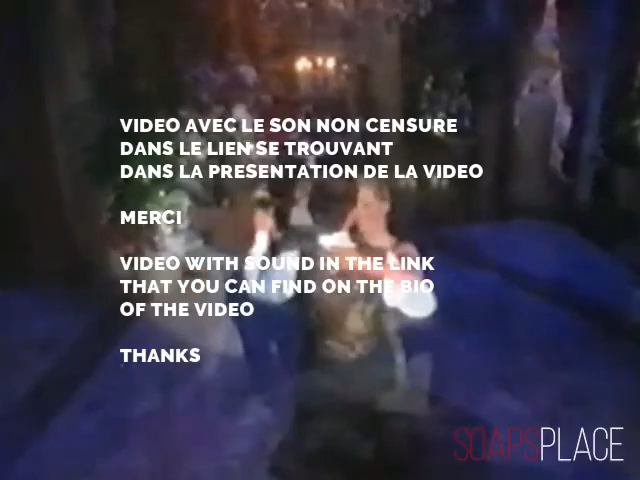 VIDEO AVEC LE SON NON CENSURE
DANS LE LIEN SE TROUVANT
DANS LA PRESENTATION DE LA VIDEO
MERCI
VIDEO WITH SOUND IN THE LINK
THAT YOU CAN FIND ON THE BIO
OF THE VIDEO
THANKS
SOAPSPLACE